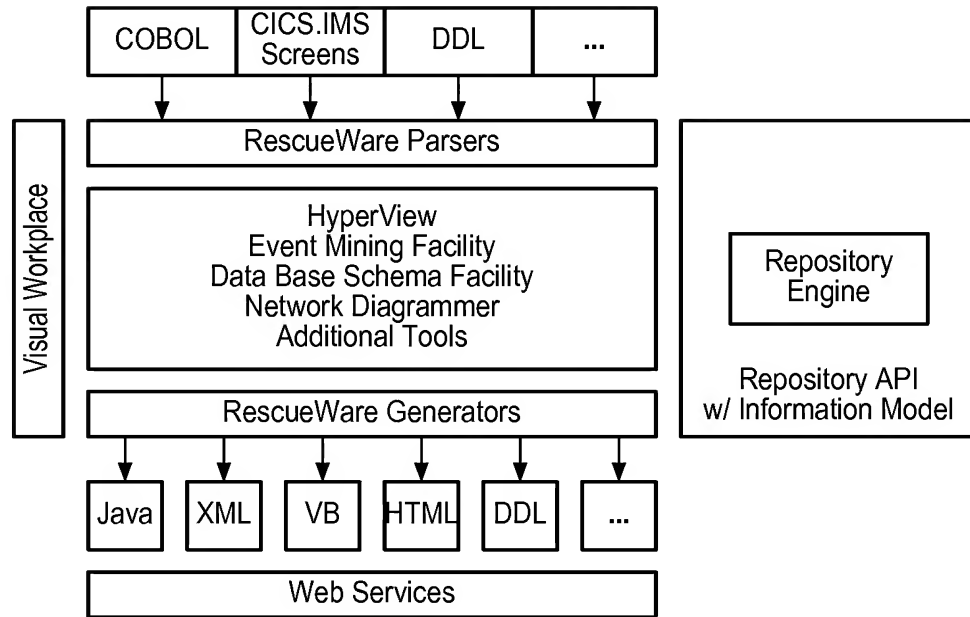 COBOL
CICS.IMS
Screens
DDL
...
RescueWare Parsers
Visual Workplace
HyperView
Event Mining Facility
Data Base Schema Facility
Network Diagrammer
Additional Tools
Repository
Engine
Repository API
w/ Information Model
RescueWare Generators
Java
XML
VB
HTML
DDL
...
Web Services